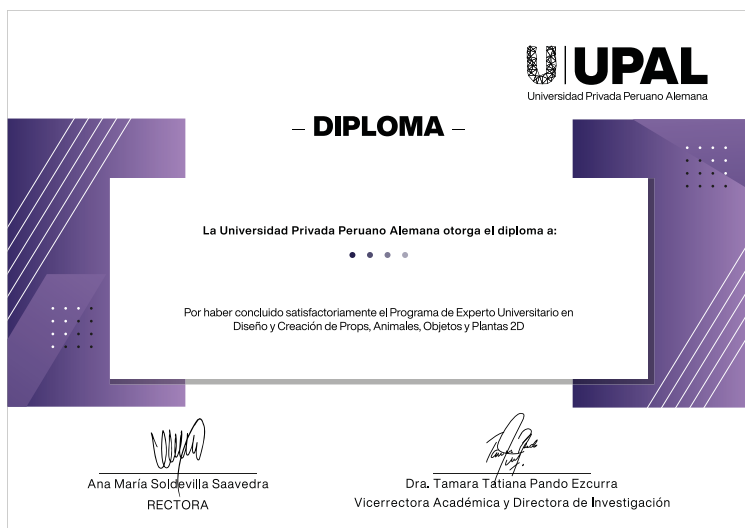 UPAL
Universidad Privada Peruano Alemana
– DIPLOMA –
La Universidad Privada Peruano Alemana otorga el diploma a:
Por haber concluido satisfactoriamente el Programa de Experto Universitario en
Diseño y Creación de Props, Animales, Objetos y Plantas 2D
Ana María Soldevilla Saavedra
RECTORA
Dra. Tamara Tatiana Pando Ezcurra
Vicerrectora Académica y Directora de Investigación